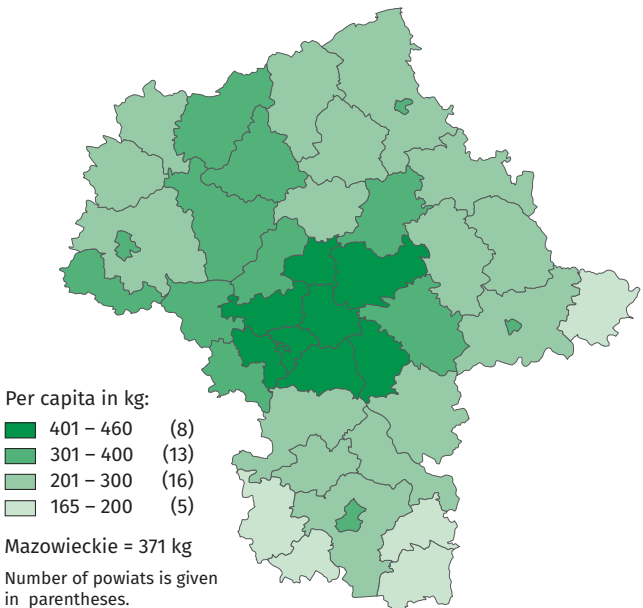 Per capita in kg:
401 – 460 (8)
301 – 400 (13)
201 – 300 (16)
165 – 200 (5)
Mazowieckie = 371 kg
Number of powiats is given
in parentheses.